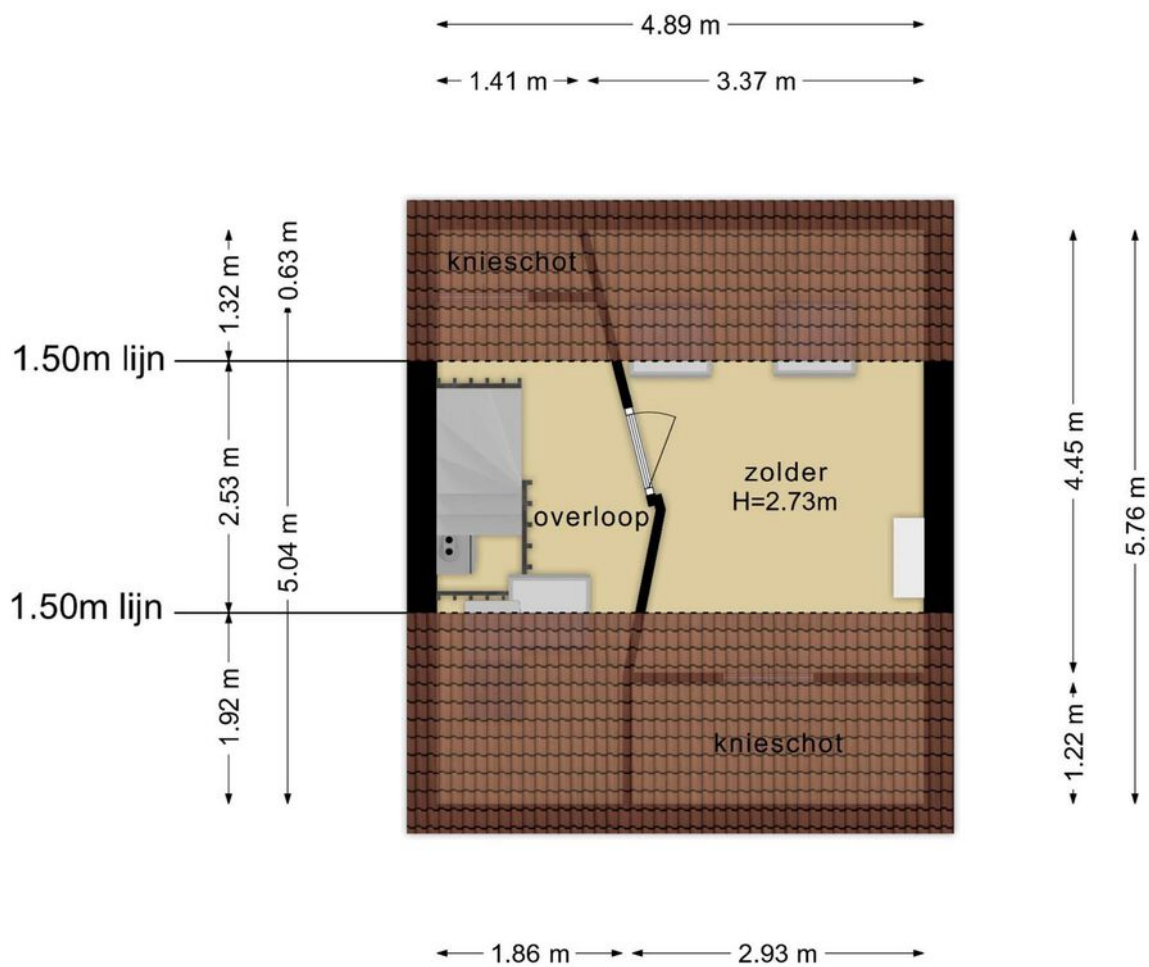 4.89 m
1.41 m
3.37 m
1.32 m
0.63 m
knieschot
1.50m lijn
2.53 m
5.04 m
zolder
H=2.73m
overloop
4.45 m
5.76 m
1.50m lijn
1.92 m
knieschot
1.22 m
1.86 m
2.93 m